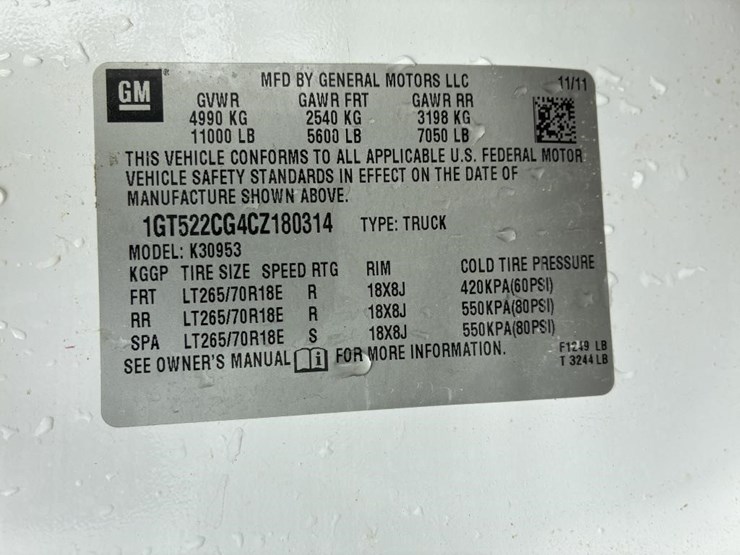 GM
MFD BY GENERAL MOTORS LLC 11/11
GVWR GAWR FRT GAWR RR
4990 KG 2540 KG 3198 KG
11000 LB 5600 LB 7050 LB
THIS VEHICLE CONFORMS TO ALL APPLICABLE U.S. FEDERAL MOTOR
VEHICLE SAFETY STANDARDS IN EFFECT ON THE DATE OF
MANUFACTURE SHOWN ABOVE.
1GT522CG4CZ180314 TYPE: TRUCK
MODEL: K30953
KGGP TIRE SIZE SPEED RTG RIM COLD TIRE PRESSURE
FRT LT265/70R18E R 18X8J 420KPA(60PSI)
RR LT265/70R18E R 18X8J 550KPA(80PSI)
SPA LT265/70R18E S 18X8J 550KPA(80PSI)
SEE OWNER'S MANUAL i FOR MORE INFORMATION.
F1249 LB
T 3244 LB